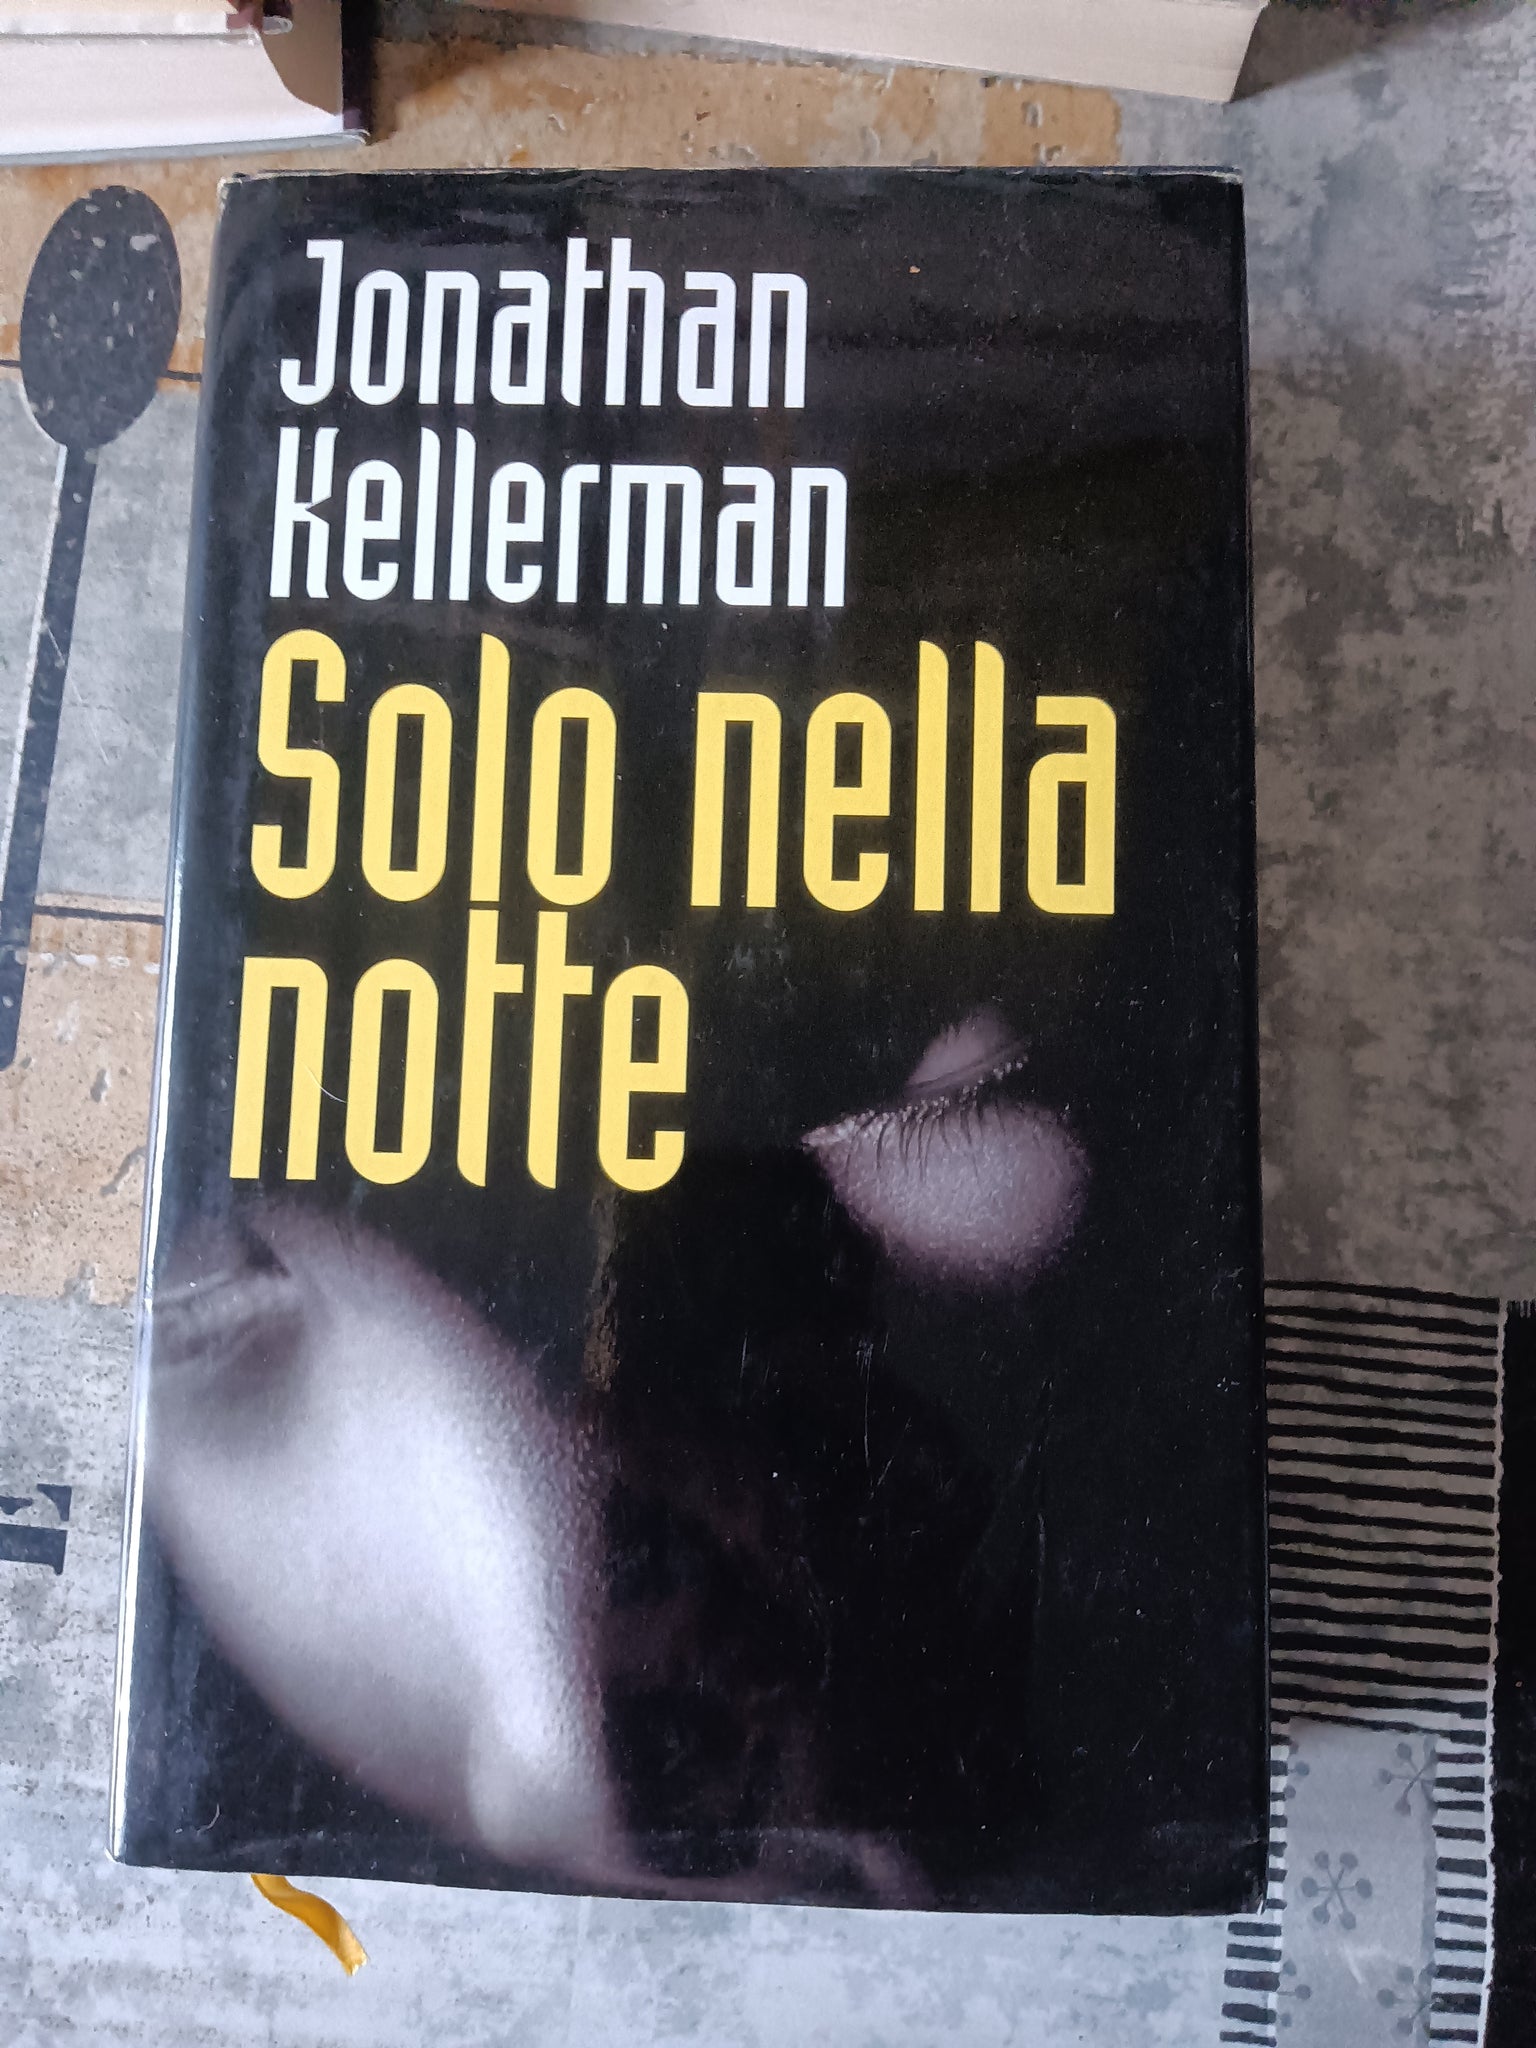 Jonathan
Kellerman
Solo nella
notte